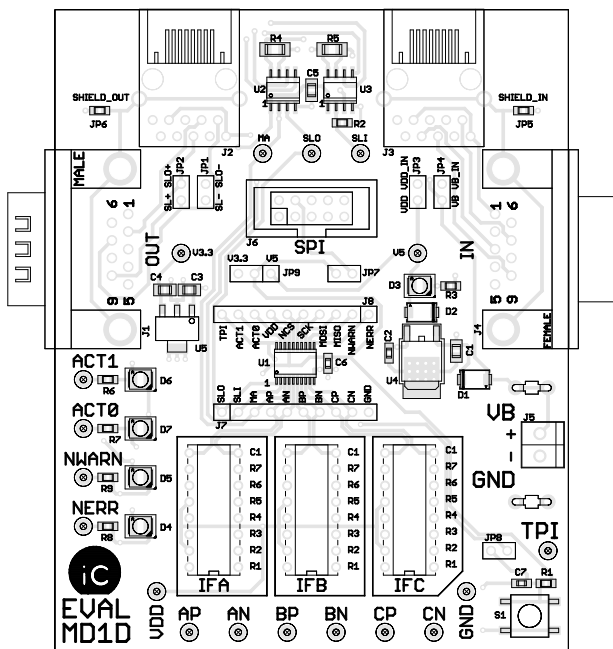 R4 R5
U2 C5 U3
1 1
R2
SHIELD_OUT SHIELD_IN
JP6 JP5
J2 MA SLO SLI J3
MALE
JP2 JP1 JP3 JP4
SL+ SLO+ SL- SLO- VDD VDD_IN VB VB_IN
6 1 1 6
J6 SPI
OUT V3.3 V5 IN
V3.3 V5 JP9 JP7
D3 R3
C4 C3
9 5 5 9
J8 D2
J1 U5 J4
TPI ACT1 ACT0 VDD NCS SCK MOSI MISO NWARN NERR
FEMALE
U1 C6 C2 C1
1
U4 D1
ACT1
R6 D6
SLO SLI MA AP AN BP BN CP CN GND
J7
ACT0
R7 D7
VB J5
+
-
GND
NWARN
R9 D5
NERR
R8 D4
C1 C1 C1
R7 R7 R7
R6 R6 R6
R5 R5 R5
R4 R4 R4
R3 R3 R3
R2 R2 R2
R1 R1 R1
IFA IFB IFC
JP8 TPI
iC
C7 R1
EVAL
MD1D
VDD AP AN BP BN CP CN GND
S1